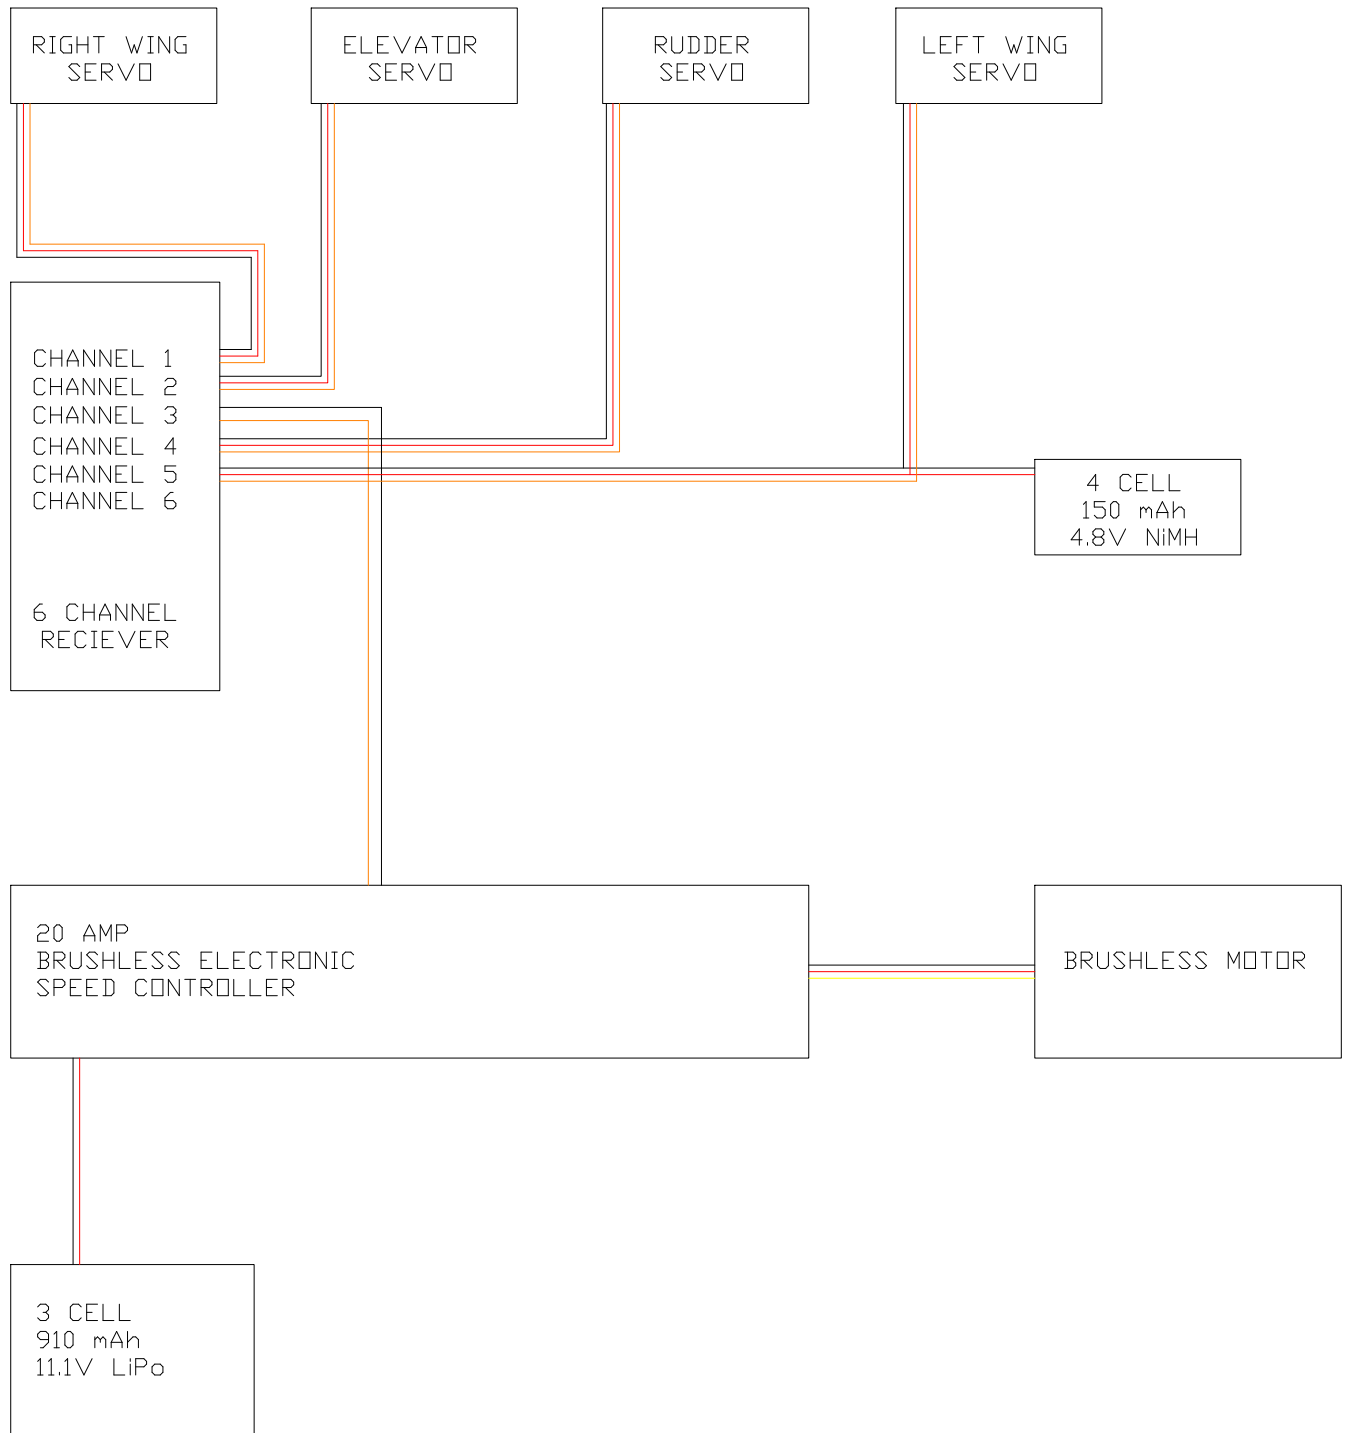 RIGHT WING
SERVO
ELEVATOR
SERVO
RUDDER
SERVO
LEFT WING
SERVO
CHANNEL 1
CHANNEL 2
CHANNEL 3
CHANNEL 4
CHANNEL 5
CHANNEL 6
6 CHANNEL
RECIEVER
4 CELL
150 mAh
4.8V NiMH
20 AMP
BRUSHLESS ELECTRONIC
SPEED CONTROLLER
BRUSHLESS MOTOR
3 CELL
910 mAh
11.1V LiPo